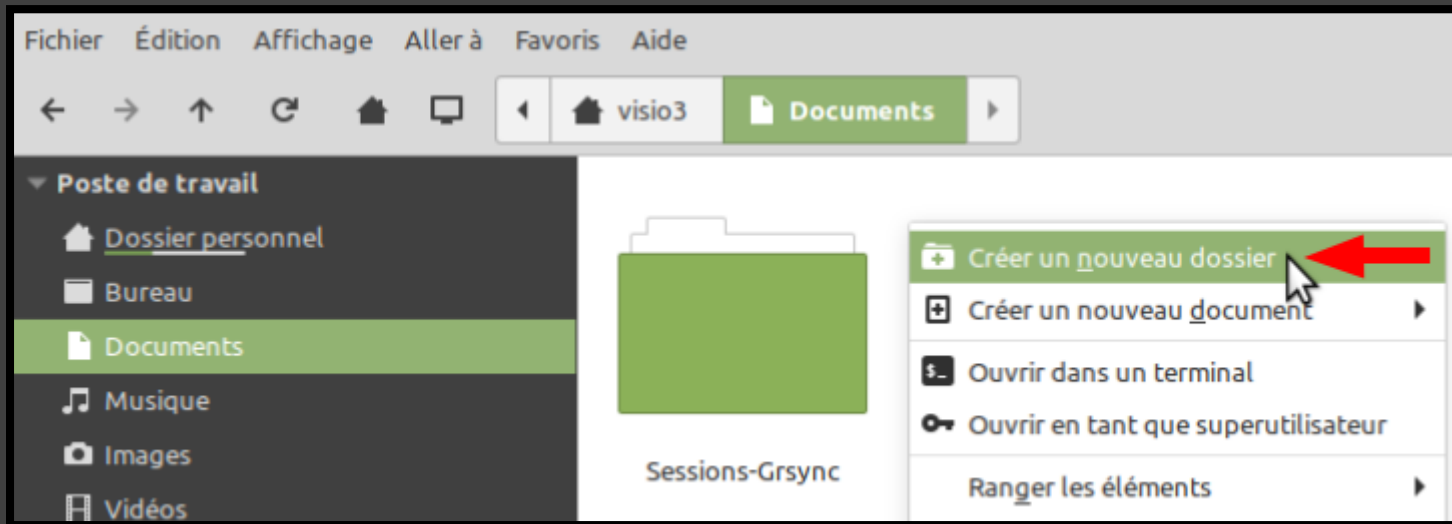 Fichier Édition Affichage Aller à Favoris Aide
visio3 Documents
Poste de travail
Dossier personnel
Bureau
Documents
Musique
Images
Vidéos
Sessions-Grsync
Créer un nouveau dossier
Créer un nouveau document
$_ Ouvrir dans un terminal
Ouvrir en tant que superutilisateur
Ranger les éléments